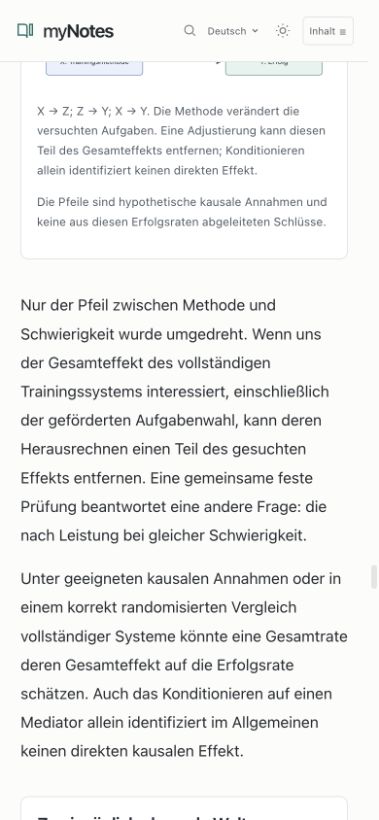 myNotes
Deutsch
Inhalt
X: Trainingsmethode
Y: Erfolg
X → Z; Z → Y; X → Y. Die Methode verändert die
versuchten Aufgaben. Eine Adjustierung kann diesen
Teil des Gesamteffekts entfernen; Konditionieren
allein identifiziert keinen direkten Effekt.
Die Pfeile sind hypothetische kausale Annahmen und
keine aus diesen Erfolgsraten abgeleiteten Schlüsse.
Nur der Pfeil zwischen Methode und
Schwierigkeit wurde umgedreht. Wenn uns
der Gesamteffekt des vollständigen
Trainingssystems interessiert, einschließlich
der geförderten Aufgabenwahl, kann deren
Herausrechnen einen Teil des gesuchten
Effekts entfernen. Eine gemeinsame feste
Prüfung beantwortet eine andere Frage: die
nach Leistung bei gleicher Schwierigkeit.
Unter geeigneten kausalen Annahmen oder in
einem korrekt randomisierten Vergleich
vollständiger Systeme könnte eine Gesamtrate
deren Gesamteffekt auf die Erfolgsrate
schätzen. Auch das Konditionieren auf einen
Mediator allein identifiziert im Allgemeinen
keinen direkten kausalen Effekt.